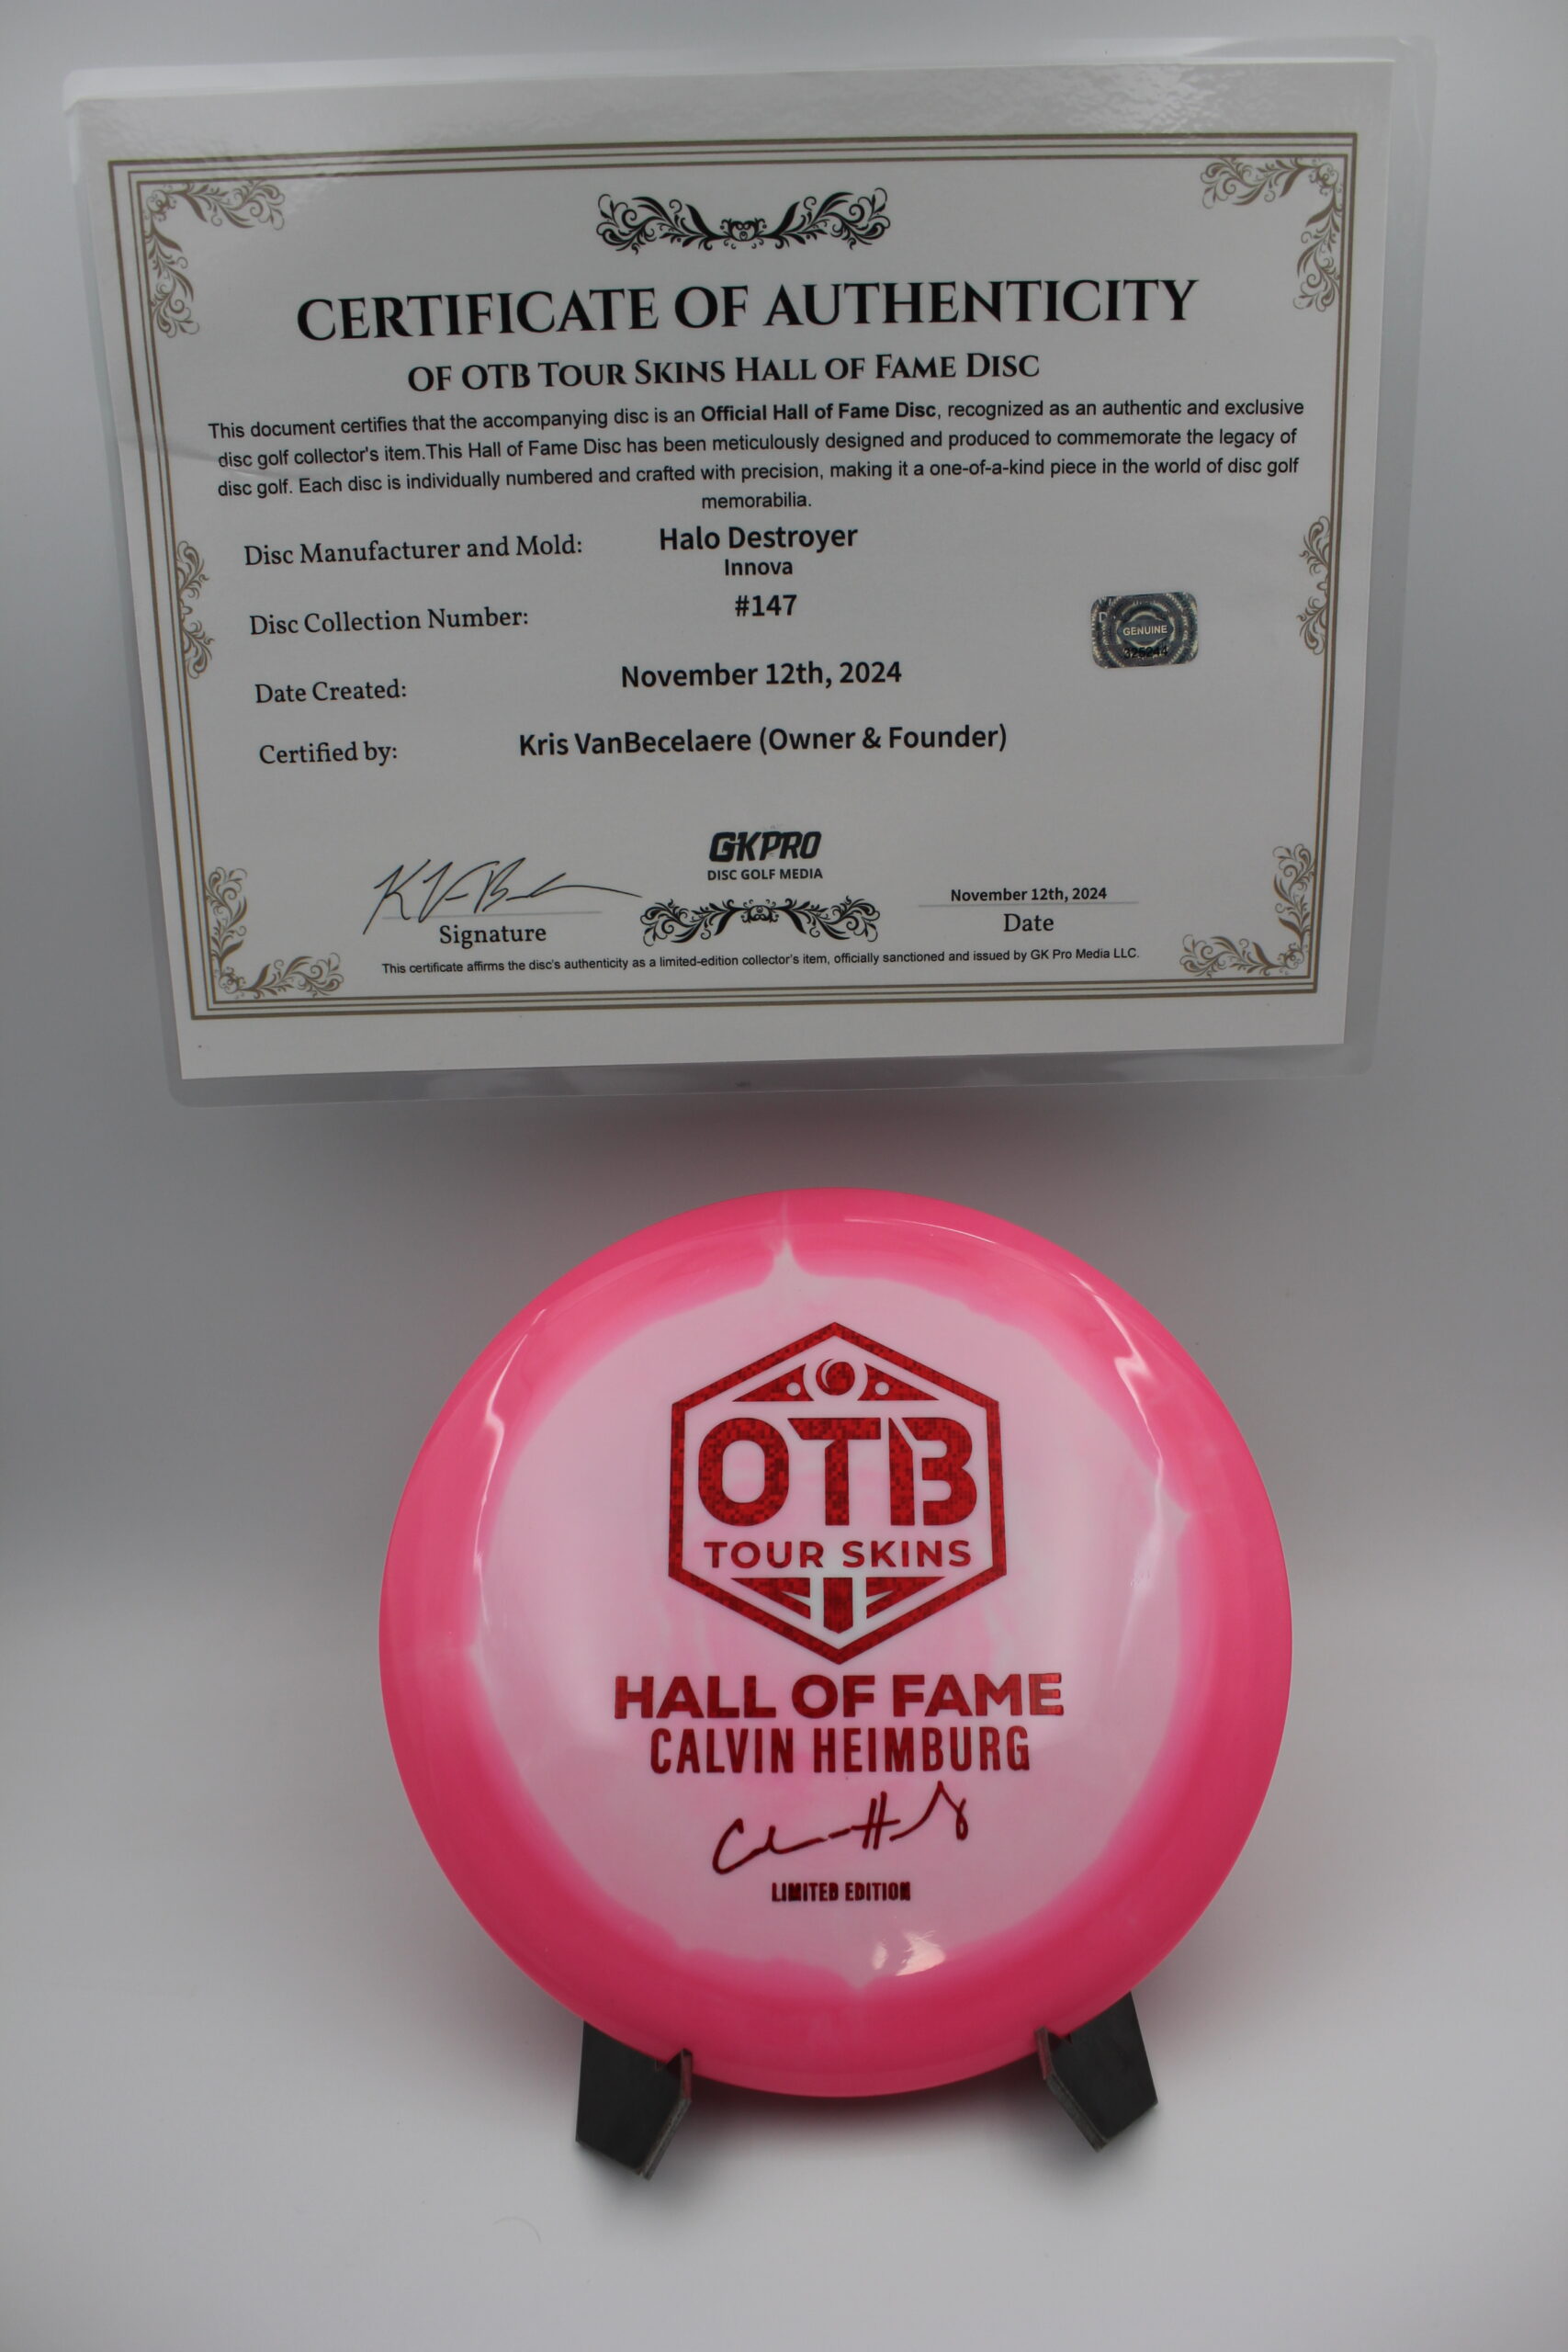 CERTIFICATE OF AUTHENTICITY
OF OTB TOUR SKINS HALL OF FAME DISC
This document certifies that the accompanying disc is an Official Hall of Fame Disc, recognized as an authentic and exclusive
disc golf collector's item.This Hall of Fame Disc has been meticulously designed and produced to commemorate the legacy of
disc golf. Each disc is individually numbered and crafted with precision, making it a one-of-a-kind piece in the world of disc golf
memorabilia.
Disc Manufacturer and Mold: Halo Destroyer
Innova
Disc Collection Number: #147
GENUINE
325244
Date Created: November 12th, 2024
Certified by: Kris VanBecelaere (Owner & Founder)
GKPRO
DISC GOLF MEDIA
November 12th, 2024
Signature
Date
This certificate affirms the disc's authenticity as a limited-edition collector's item, officially sanctioned and issued by GK Pro Media LLC.
OTB
TOUR SKINS
HALL OF FAME
CALVIN HEIMBURG
LIMITED EDITION